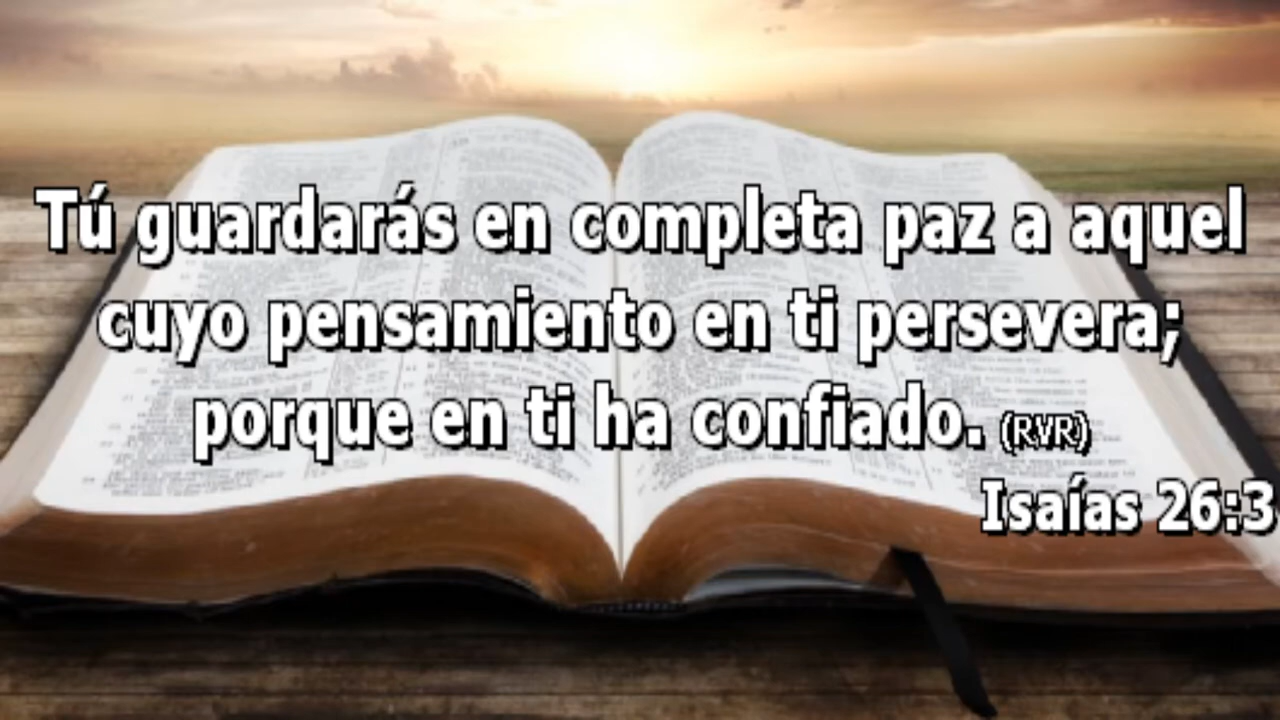 Tú guardarás en completa paz a aquel
cuyo pensamiento en ti persevera;
porque en ti ha confiado. (RVR)
Isaías 26:3